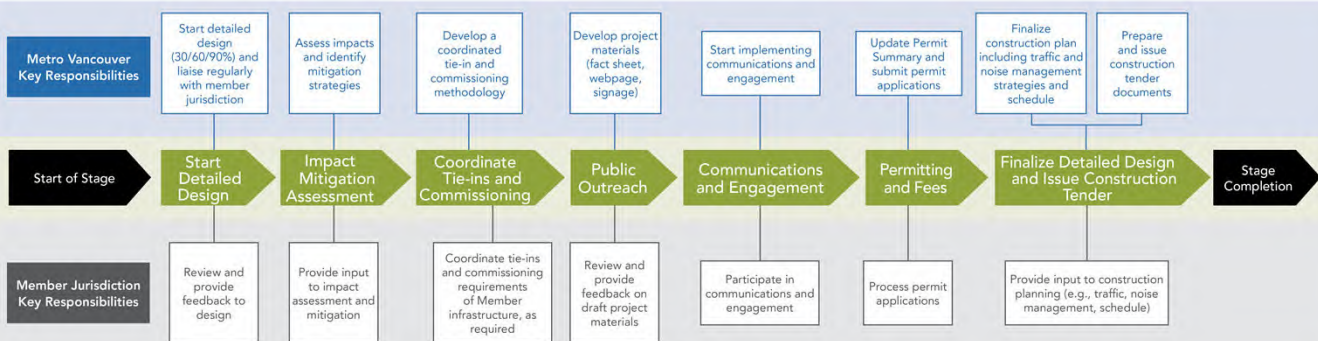 Metro Vancouver
Key Responsibilities
Start detailed
design
(30/60/90%) and
liaise regularly
with member
jurisdiction
Assess impacts
and identify
mitigation
strategies
Develop a
coordinated
tie-in and
commissioning
methodology
Develop project
materials
(fact sheet,
webpage,
signage)
Start implementing
communications and
engagement
Update Permit
Summary and
submit permit
applications
Finalize
construction plan
including traffic and
noise management
strategies and
schedule
Prepare
and issue
construction
tender
documents
Start of Stage
Start
Detailed
Design
Impact
Mitigation
Assessment
Coordinate
Tie-ins and
Commissioning
Public
Outreach
Communications
and Engagement
Permitting
and Fees
Finalize Detailed Design
and Issue Construction
Tender
Stage
Completion
Member Jurisdiction
Key Responsibilities
Review and
provide
feedback to
design
Provide input
to impact
assessment and
mitigation
Coordinate tie-ins
and commissioning
requirements
of Member
infrastructure, as
required
Review and
provide
feedback on
draft project
materials
Participate in
communications and
engagement
Process permit
applications
Provide input to construction
planning (e.g., traffic, noise
management, schedule)